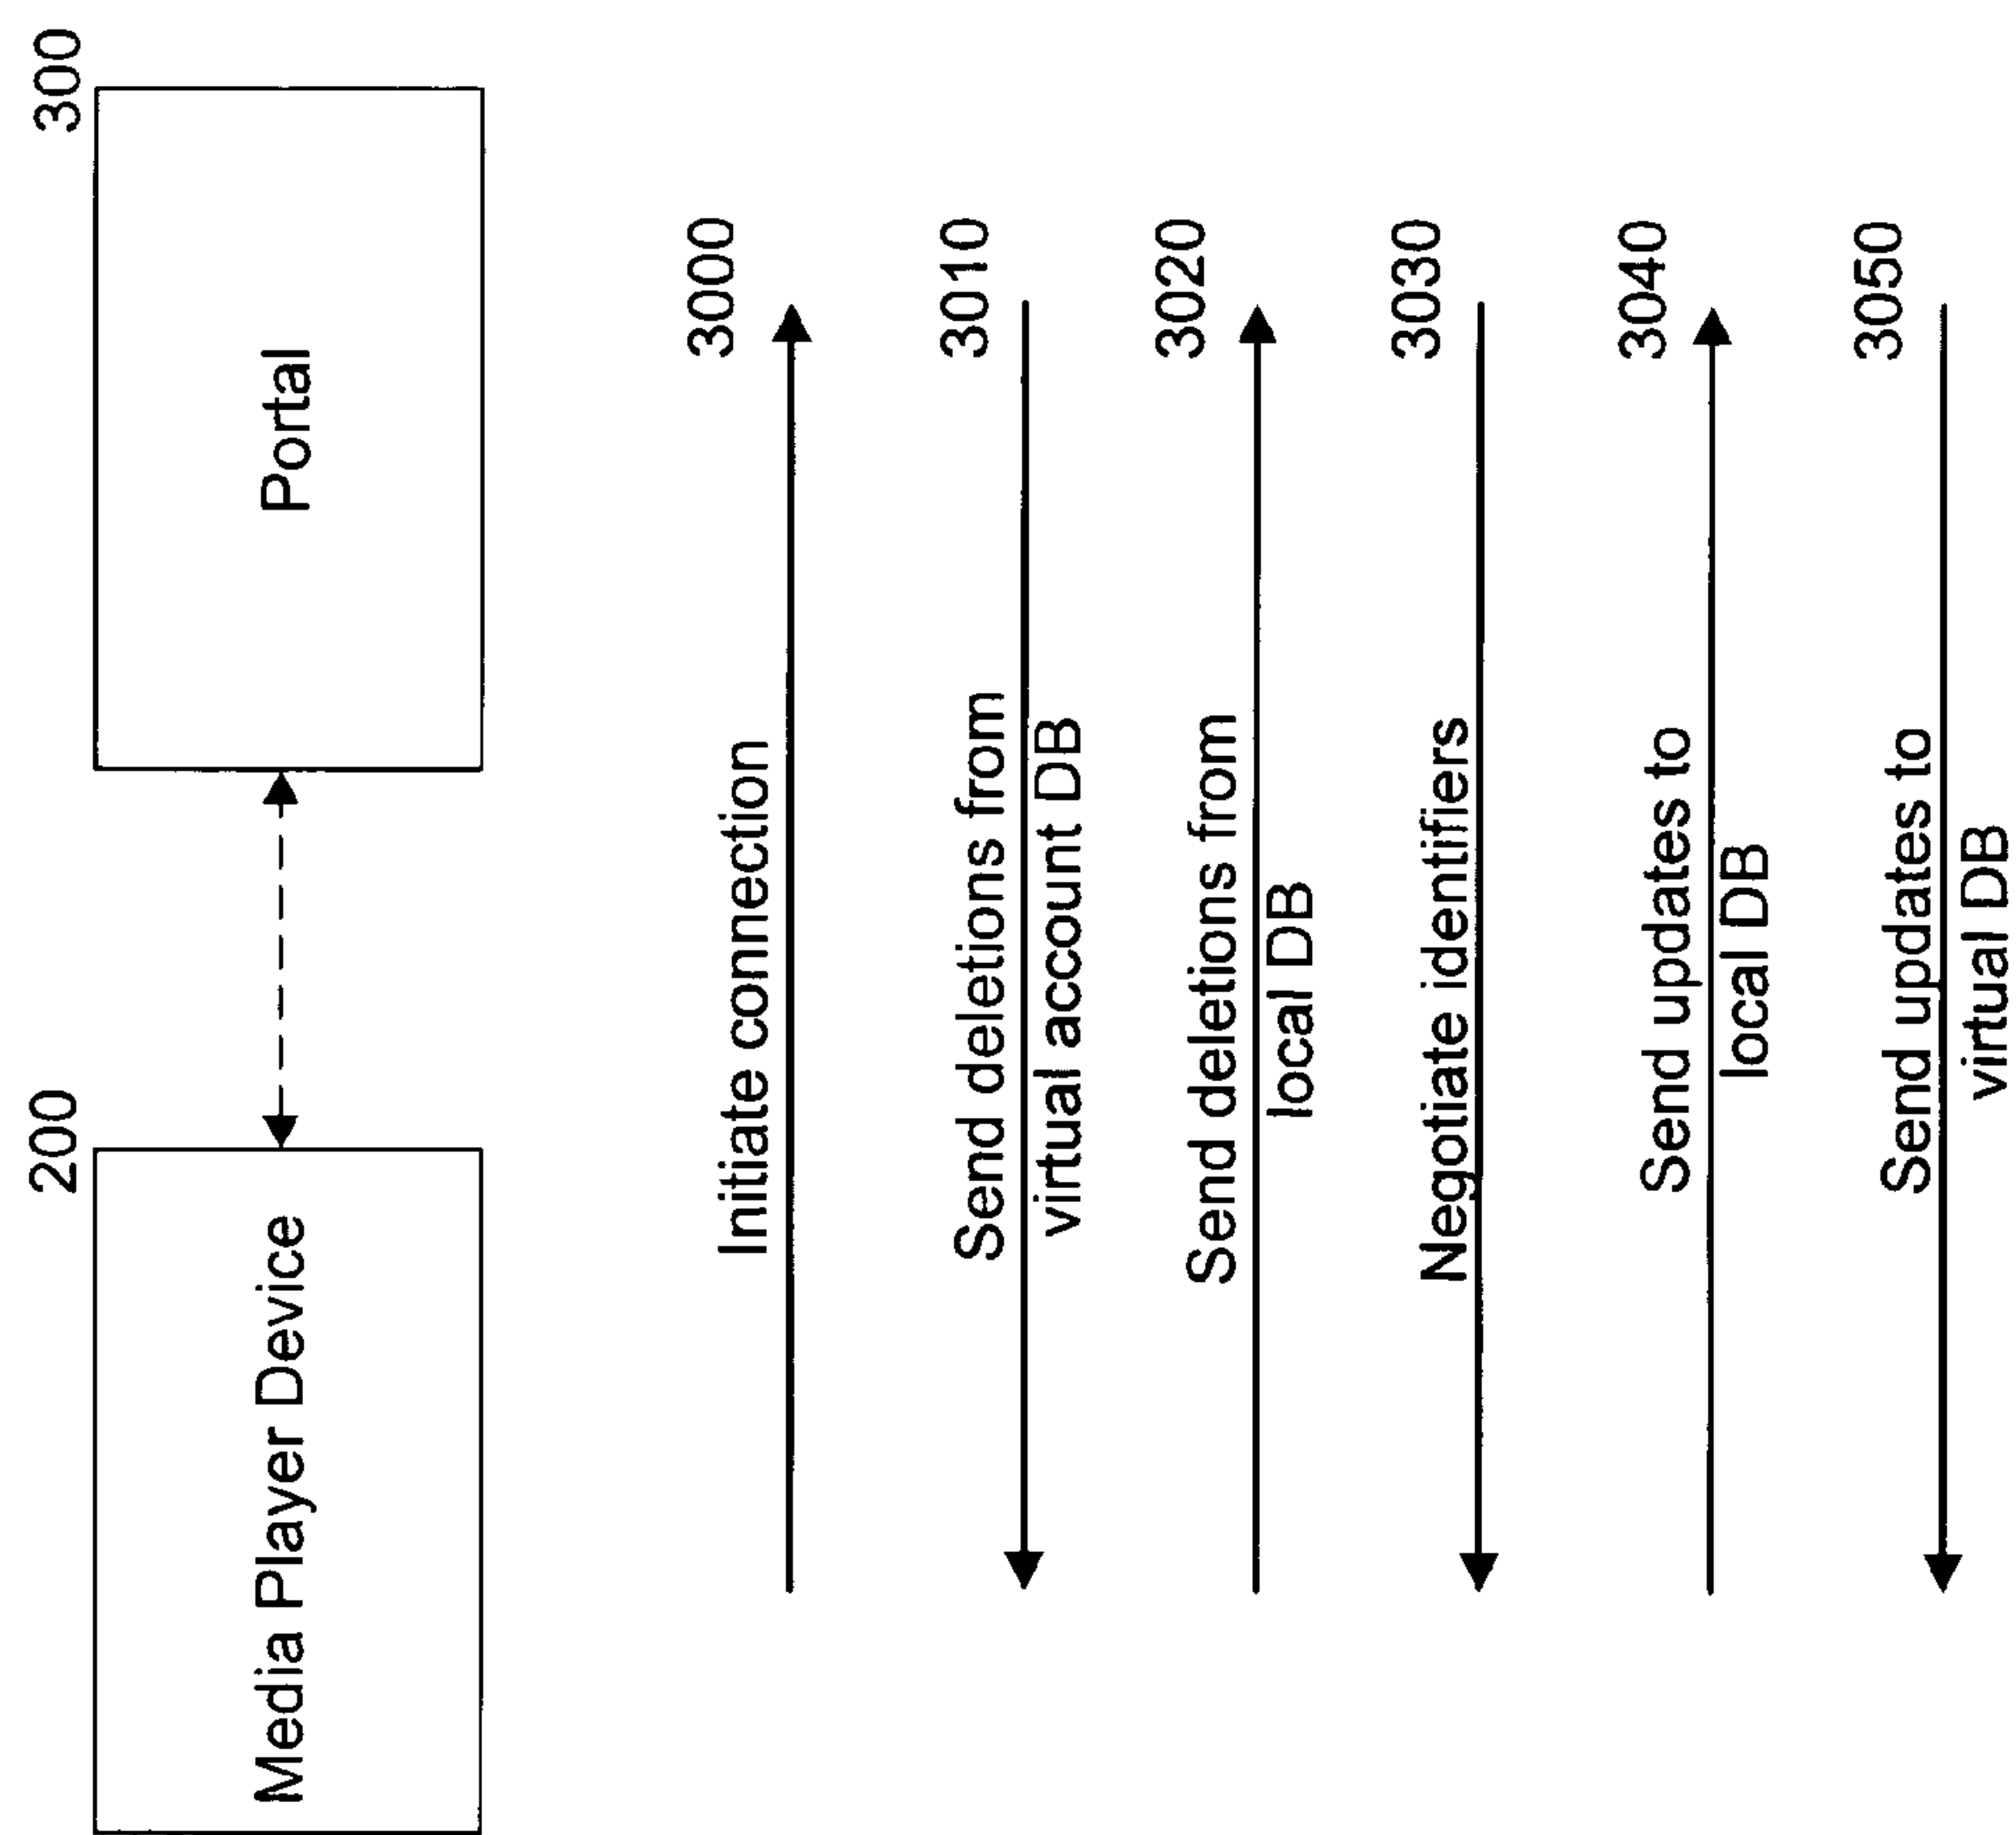 200
300
Media Player Device
Portal
Initiate connection
3000
Send deletions from
3010
virtual account DB
Send deletions from
3020
local DB
Negotiate identifiers
3030
Send updates to
3040
local DB
Send updates to
3050
virtual DB